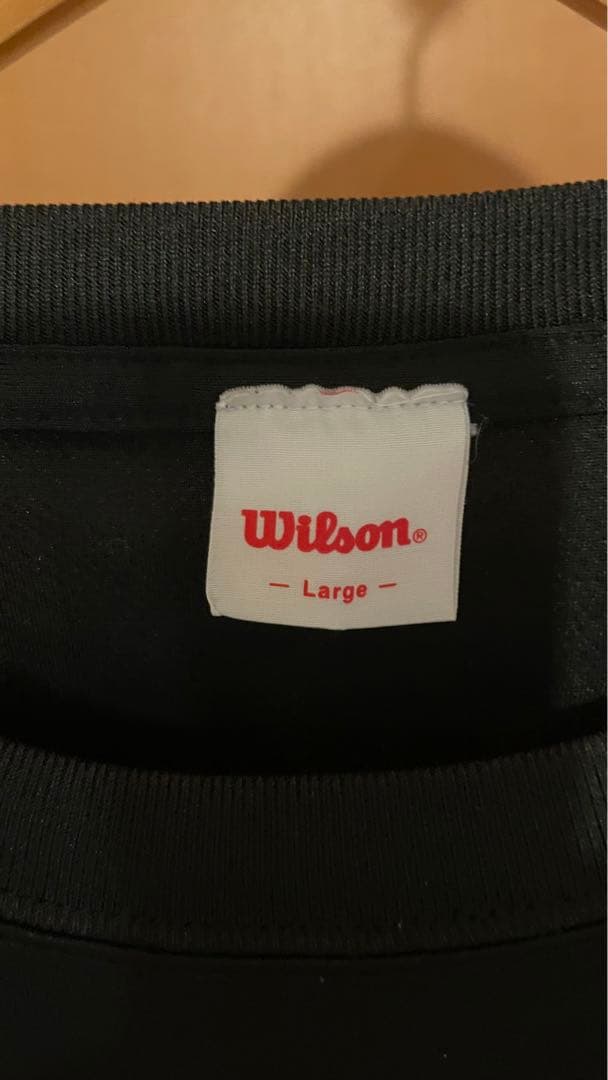 Wilson®
— Large —